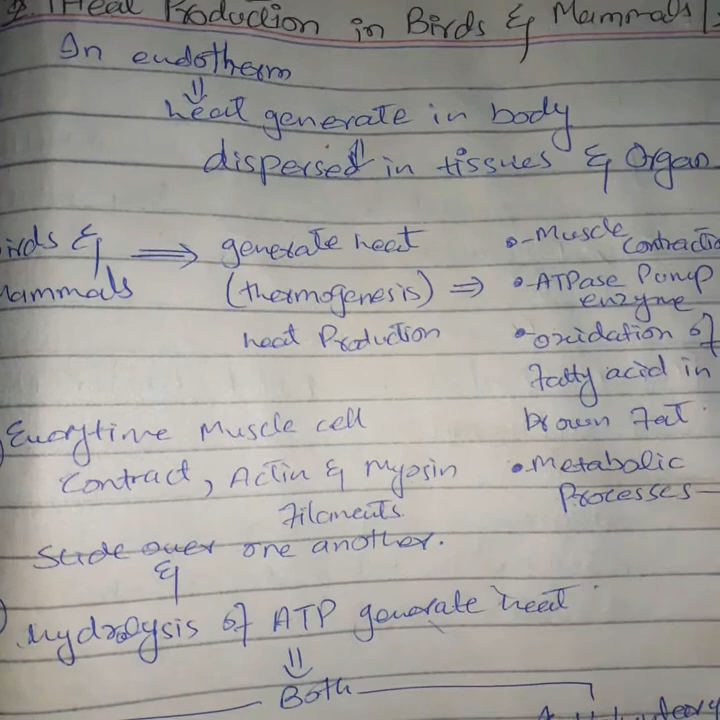 Heat Production in Birds & Mammals
In endotherm
⇓
heat generate in body
⇓
dispersed in tissues & Organ
irds & ⇒ generate heat
Mammals (thermogenesis) ⇒
heat Production
•-Muscle contractio
•-ATPase Pump enzyme
•oxidation of
Fatty acid in
brown Fat.
•Metabolic
Processes-
Everytime Muscle cell
Contract, Actin & Myosin
Filaments
Slide over one another.
&
Hydrolysis of ATP generate heat.
⇓
Both